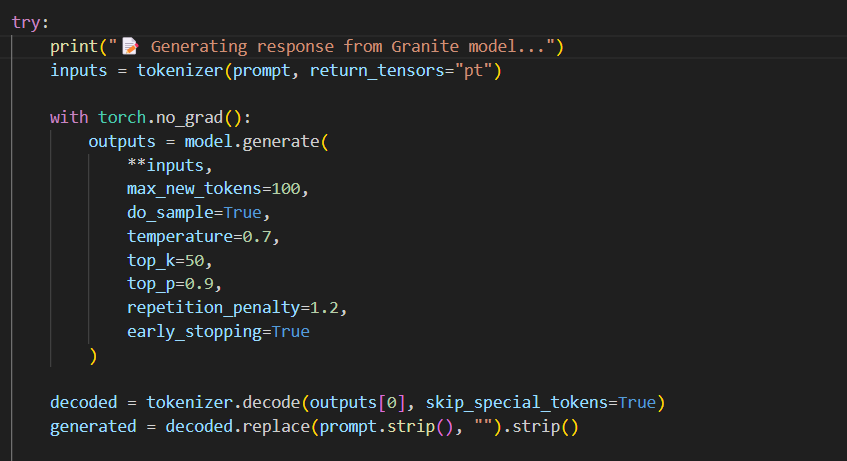 try:
    print("📝 Generating response from Granite model...")
    inputs = tokenizer(prompt, return_tensors="pt")

    with torch.no_grad():
        outputs = model.generate(
            **inputs,
            max_new_tokens=100,
            do_sample=True,
            temperature=0.7,
            top_k=50,
            top_p=0.9,
            repetition_penalty=1.2,
            early_stopping=True
        )

    decoded = tokenizer.decode(outputs[0], skip_special_tokens=True)
    generated = decoded.replace(prompt.strip(), "").strip()